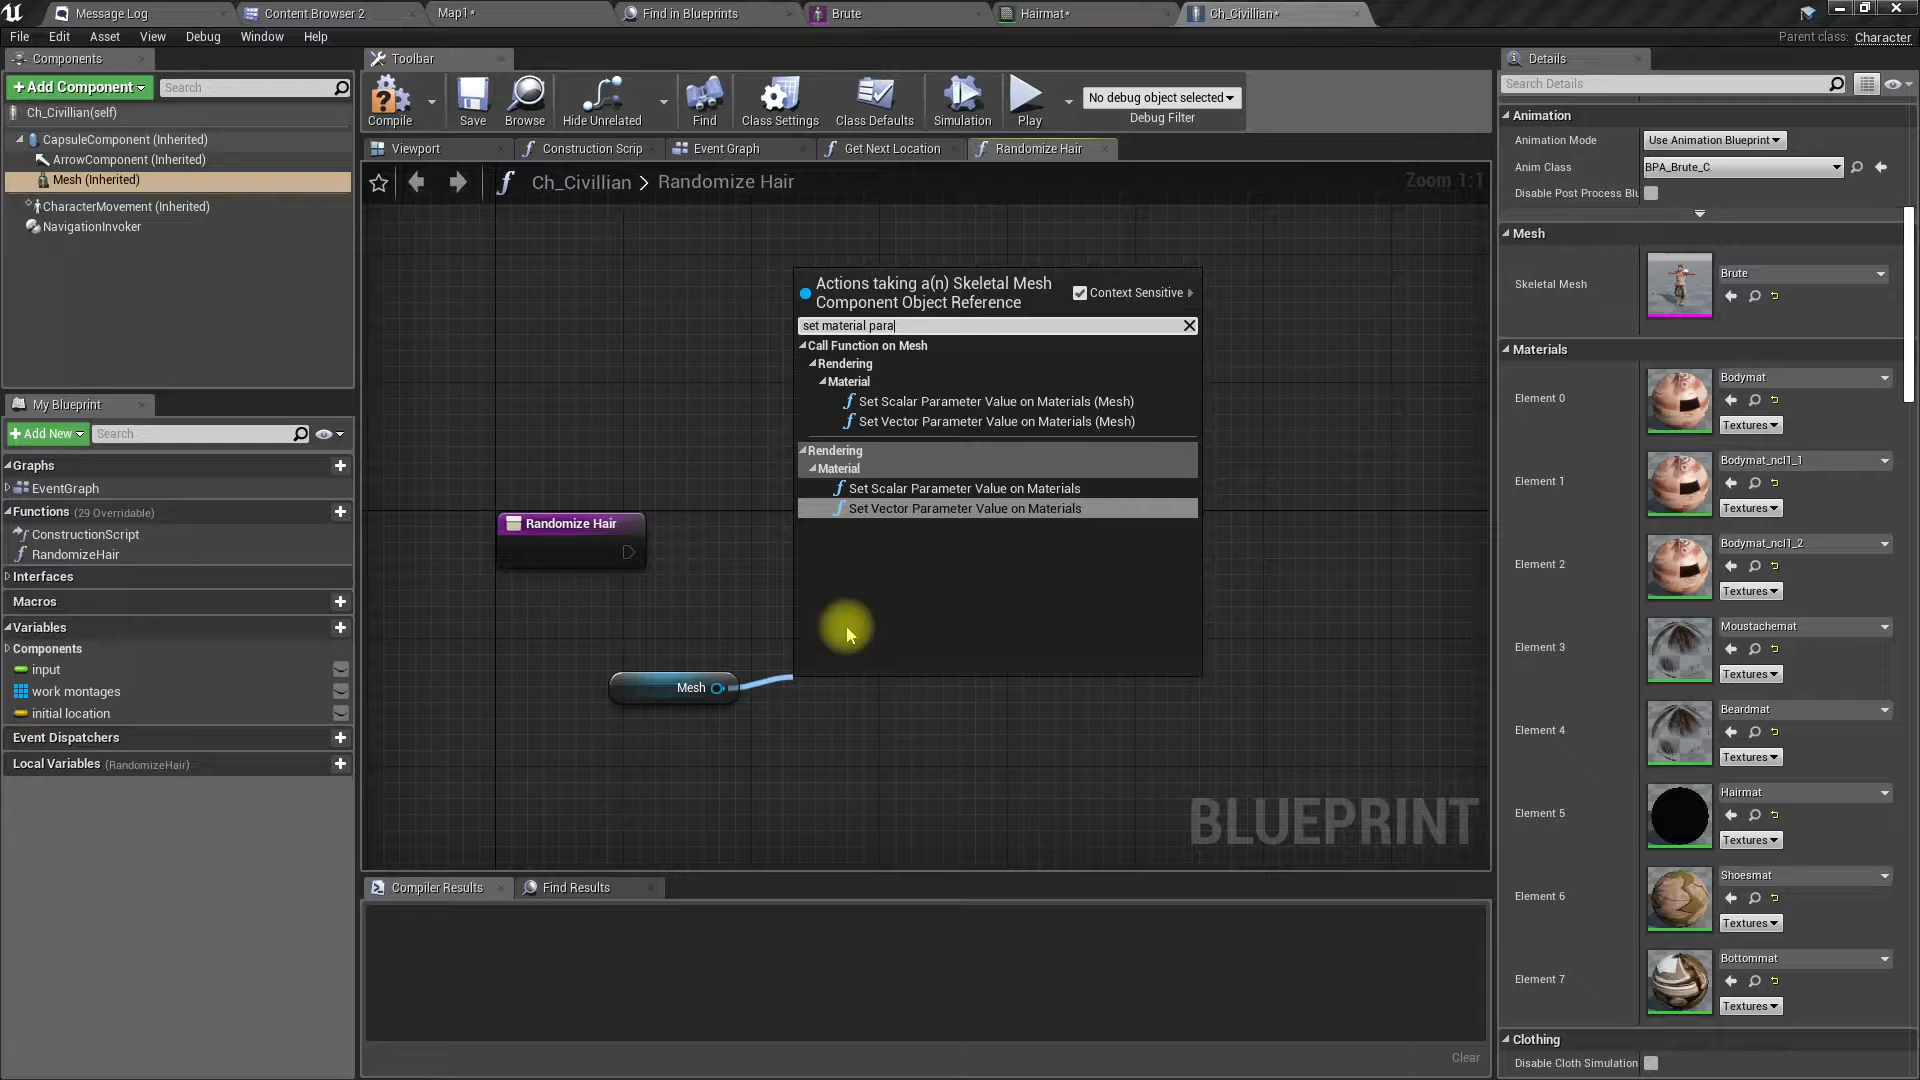 Message Log
Content Browser 2
Map1*
Find in Blueprints
Brute
Hairmat*
Ch_Civillian*
File Edit Asset View Debug Window Help
Parent class: Character
Components
+Add Component
Search
Ch_Civillian(self)
CapsuleComponent (Inherited)
ArrowComponent (Inherited)
Mesh (Inherited)
CharacterMovement (Inherited)
NavigationInvoker
My Blueprint
+Add New
Search
Graphs
EventGraph
Functions (29 Overridable)
ConstructionScript
RandomizeHair
Interfaces
Macros
Variables
Components
input
work montages
initial location
Event Dispatchers
Local Variables (RandomizeHair)
Toolbar
Compile
Save
Browse
Hide Unrelated
Find
Class Settings
Class Defaults
Simulation
Play
No debug object selected
Debug Filter
Viewport
Construction Scrip
Event Graph
Get Next Location
Randomize Hair
Ch_Civillian > Randomize Hair
Zoom 1:1
Randomize Hair
Mesh
Actions taking a(n) Skeletal Mesh
Component Object Reference
Context Sensitive
set material para
Call Function on Mesh
Rendering
Material
Set Scalar Parameter Value on Materials (Mesh)
Set Vector Parameter Value on Materials (Mesh)
Rendering
Material
Set Scalar Parameter Value on Materials
Set Vector Parameter Value on Materials
BLUEPRINT
Compiler Results
Find Results
Clear
Details
Search Details
Animation
Animation Mode
Use Animation Blueprint
Anim Class
BPA_Brute_C
Disable Post Process Blu
Mesh
Skeletal Mesh
Brute
Materials
Element 0
Bodymat
Textures
Element 1
Bodymat_ncl1_1
Textures
Element 2
Bodymat_ncl1_2
Textures
Element 3
Moustachemat
Textures
Element 4
Beardmat
Textures
Element 5
Hairmat
Textures
Element 6
Shoesmat
Textures
Element 7
Bottommat
Textures
Clothing
Disable Cloth Simulation